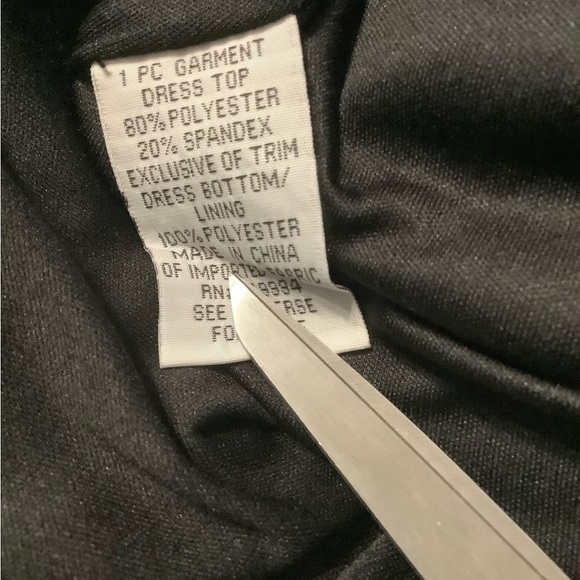 1 PC GARMENT
DRESS TOP
80% POLYESTER
20% SPANDEX
EXCLUSIVE OF TRIM
DRESS BOTTOM/
LINING
100% POLYESTER
MADE IN CHINA
OF IMPORTED FABRIC
SEE